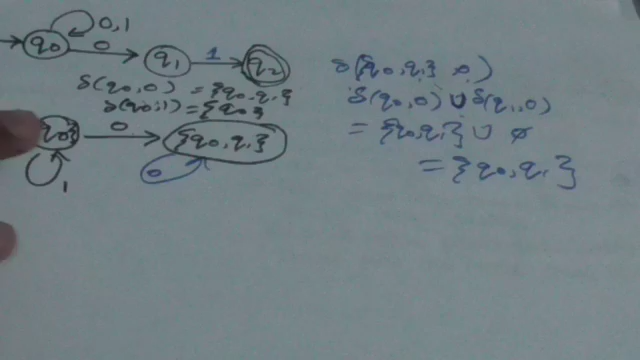 0,1
q0 0 q1 1 q2
δ(q0,0) = {q0,q1}
δ(q0,1) = {q0}
q0} 0 {q0,q1}
1 0
δ({q0,q1} 0)
δ(q0,0) ∪ δ(q1,0)
= {q0,q1} ∪ ø
= {q0,q1}